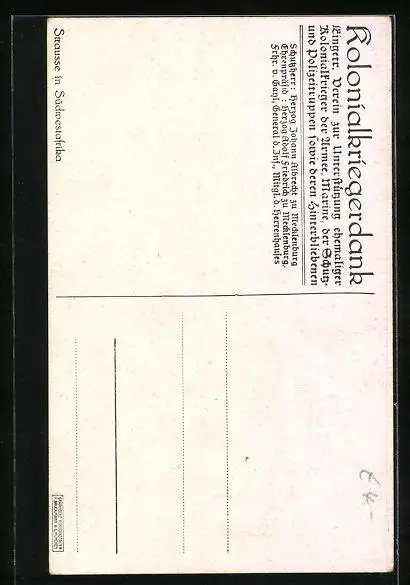 Kolonialkriegerdank
Eingetr. Verein zur Unterstützung ehemaliger
Kolonialkrieger der Armee, Marine, der Schutz-
und Polizeitruppen sowie deren Hinterbliebenen
Schutzherr: Herzog Johann Albrecht zu Mecklenburg
Ehrenpräsid.: Herzog Adolf Friedrich zu Mecklenburg,
Frhr. v. Gayl, General d. Inf., Mitgl. d. Herrenhauses
Strausse in Südwestafrika